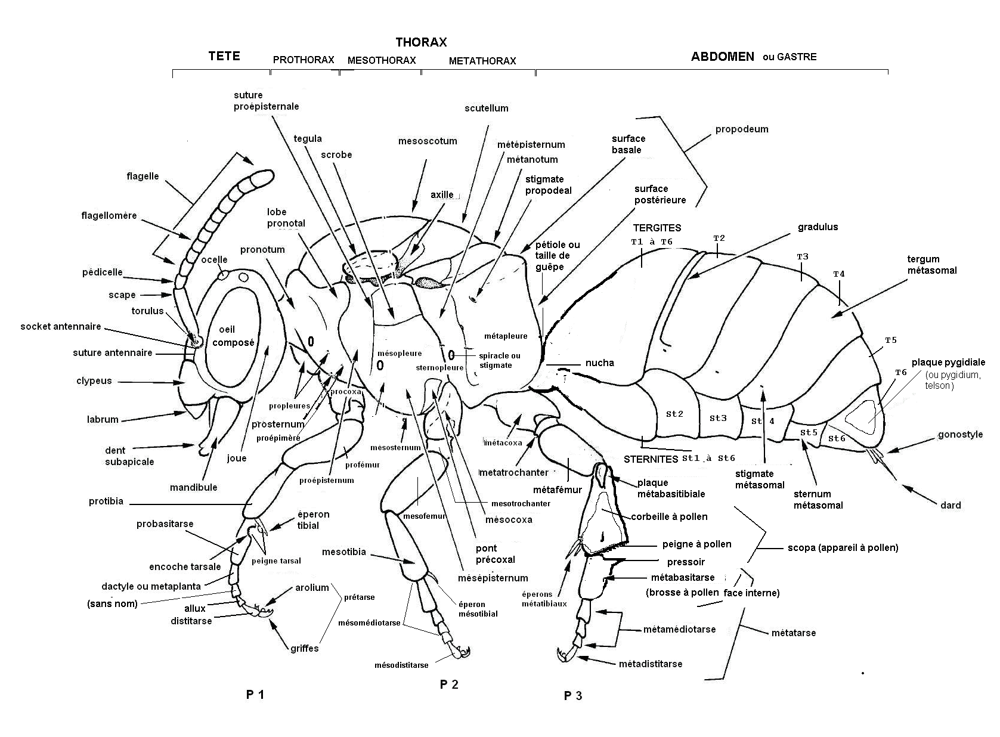 THORAX
TETE
PROTHORAX
MESOTHORAX
METATHORAX
ABDOMEN ou GASTRE
suture
proépisternale
tegula
scrobe
mesoscotum
scutellum
métépisternum
métanotum
stigmate
propodeal
axille
surface
basale
propodeum
surface
postérieure
flagelle
flagellomère
lobe
pronotal
pronotum
ocelle
pédicelle
scape
torulus
socket antennaire
suture antennaire
clypeus
labrum
dent
subapicale
mandibule
joue
oeil
composé
pétiole ou
taille de
guêpe
TERGITES
T1 à T6
T2
gradulus
T3
T4
tergum
métasomal
T5
T6
plaque pygidiale
(ou pygidium,
telson)
gonostyle
dard
métapleure
mésopleure
sternopleure
spiracle ou
stigmate
nucha
0
0
0
procoxa
propleures
prosternum
proépimère
mésosternum
profémur
proépisternum
métacoxa
metatrochanter
métafémur
St2
St3
St 4
St5
St6
STERNITES St1 à St6
stigmate
métasomal
sternum
métasomal
plaque
métabasitibiale
corbeille à pollen
peigne à pollen
pressoir
métabasitarse
(brosse à pollen face interne)
scopa (appareil à pollen)
métamédiotarse
métatarse
métadistitarse
éperons
métatibiaux
protibia
probasitarse
éperon
tibial
encoche tarsale
peigne tarsal
dactyle ou metaplanta
(sans nom)
allux
distitarse
arolium
prétarse
griffes
mesofemur
mesotrochanter
mésocoxa
pont
précoxal
mésépisternum
mesotibia
éperon
mésotibial
mésomédiotarse
mésodistitarse
P 1
P 2
P 3